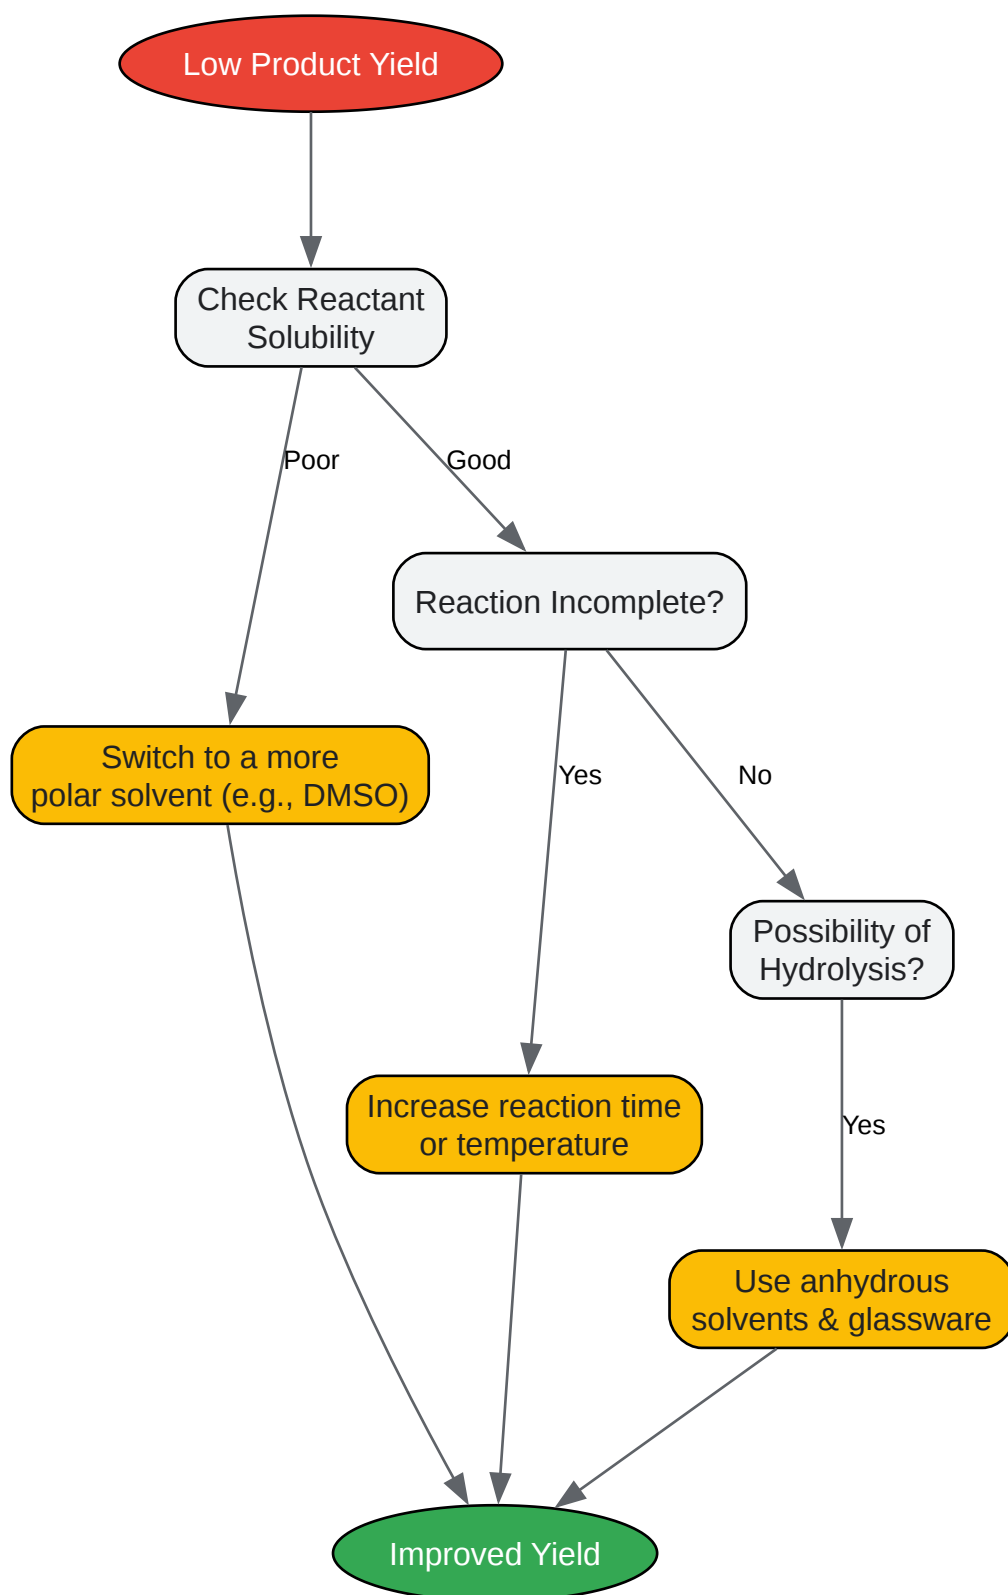 Low Product Yield
Check Reactant
Solubility
Poor
Good
Reaction Incomplete?
Switch to a more
polar solvent (e.g., DMSO)
Yes
No
Possibility of
Hydrolysis?
Increase reaction time
or temperature
Yes
Use anhydrous
solvents & glassware
Improved Yield